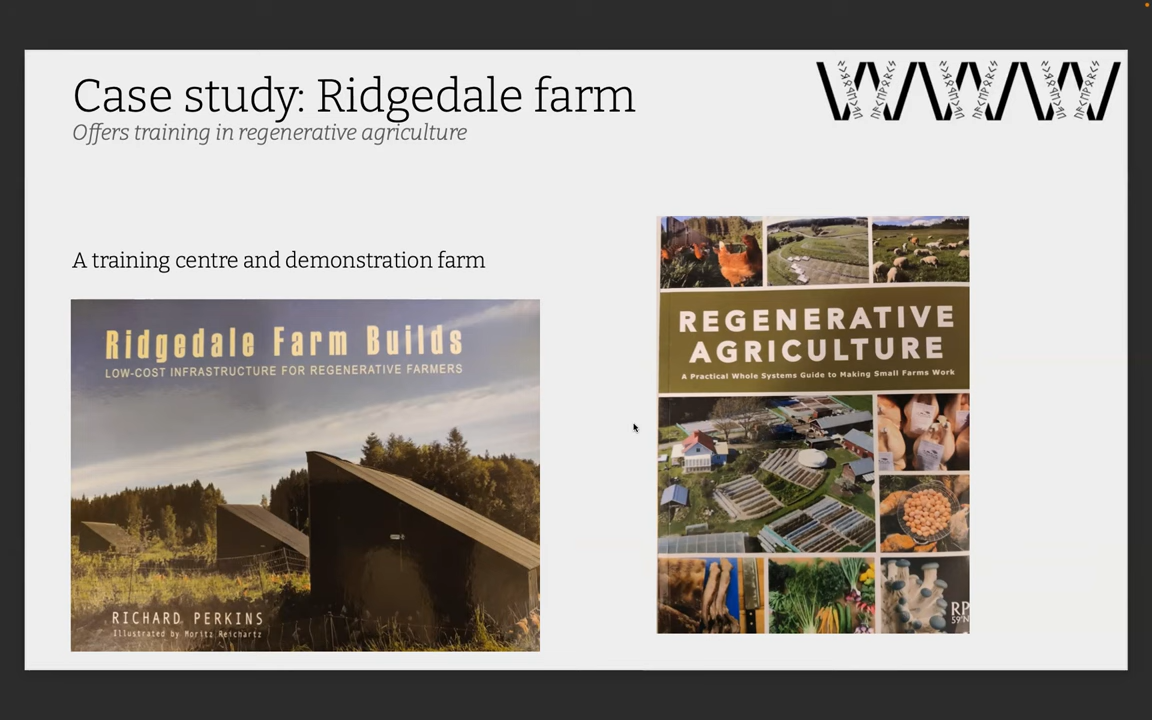 Case study: Ridgedale farm
Offers training in regenerative agriculture
A training centre and demonstration farm
Ridgedale Farm Builds
LOW-COST INFRASTRUCTURE FOR REGENERATIVE FARMERS
RICHARD PERKINS
Illustrated by Moritz Reichartz
REGENERATIVE
AGRICULTURE
A Practical Whole Systems Guide to Making Small Farms Work
RP
59°N